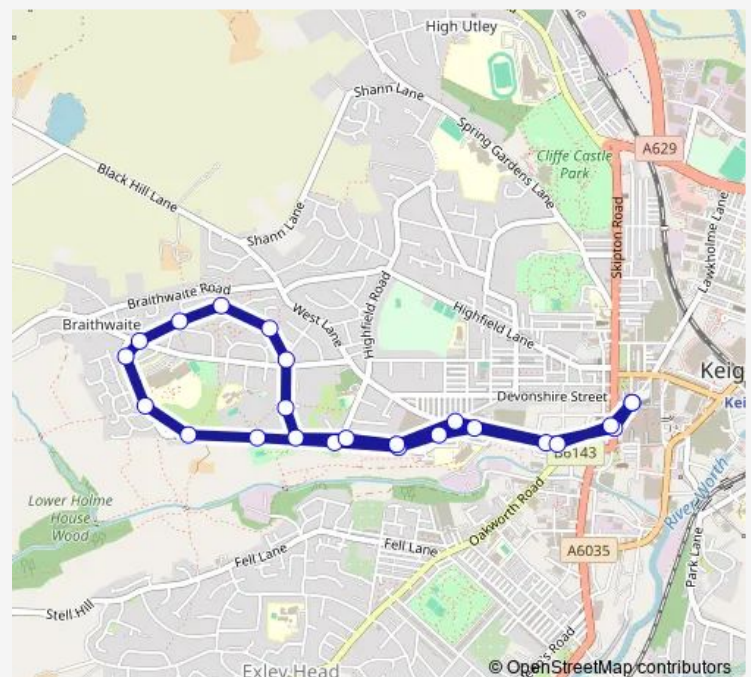 High Utley
Shann Lane
Spring Gardens Lane
A629
Cliffe Castle
Park
Black Hill Lane
Skipton Road
Lawkholme Lane
Shann Lane
Braithwaite Road
Braithwaite
West Lane
Highfield Road
Highfield Lane
Keig
Devonshire Street
Kei
B6143
Lower Holme
House
Wood
Oakworth Road
River Worth
Fell Lane
Fell Lane
A6035
Park Lane
Stell Hill
Exley Head
's Road
© OpenStreetMap contributors